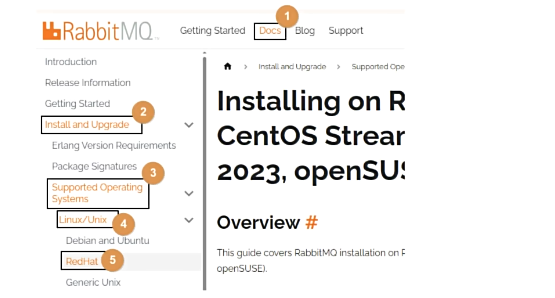 RabbitMQ
Getting Started Docs Blog Support
1
Introduction
Release Information
Getting Started
2
Install and Upgrade
Erlang Version Requirements
Package Signatures
3
Supported Operating
Systems
Linux/Unix
4
Debian and Ubuntu
RedHat
5
Generic Unix
> Install and Upgrade > Supported Ope
Installing on R
CentOS Strear
2023, openSUS
Overview #
This guide covers RabbitMQ installation on F
openSUSE).